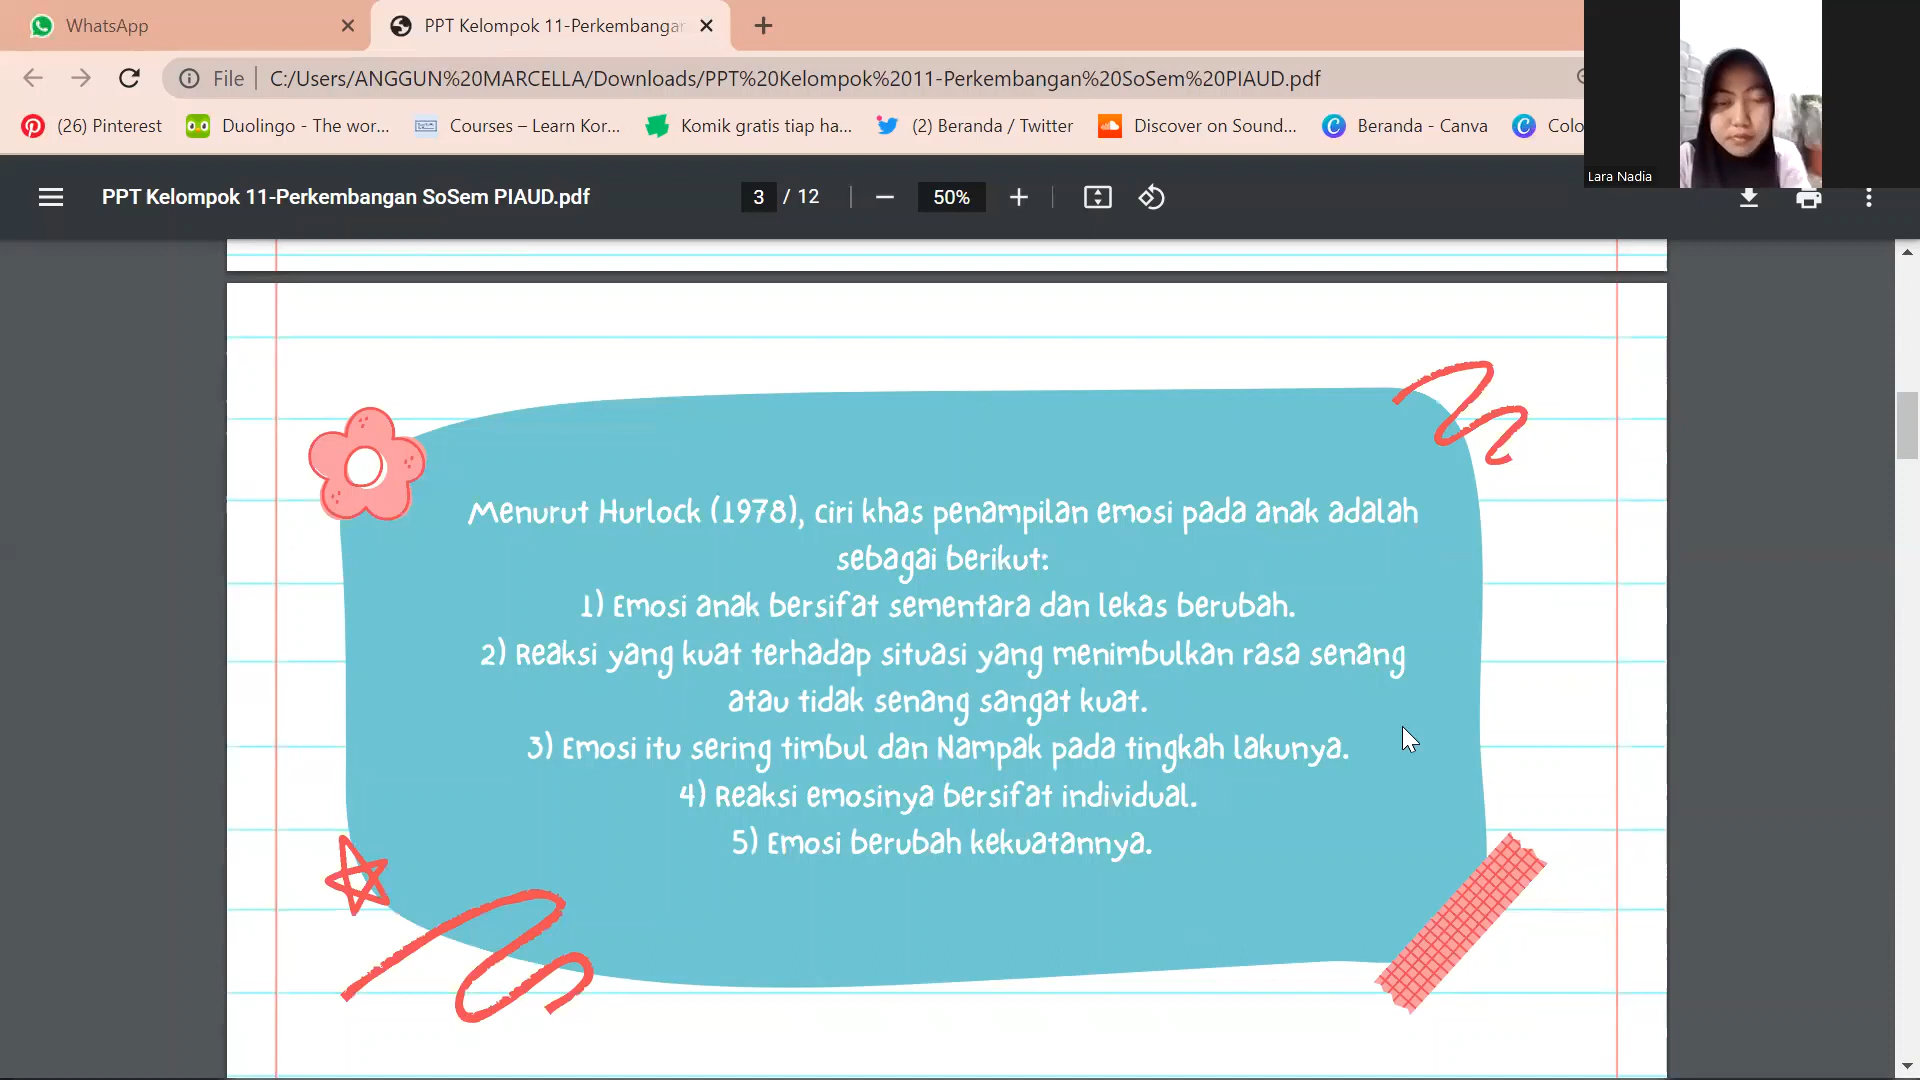 WhatsApp
PPT Kelompok 11-Perkembangan
File
C:/Users/ANGGUN%20MARCELLA/Downloads/PPT%20Kelompok%2011-Perkembangan%20SoSem%20PIAUD.pdf
(26) Pinterest
Duolingo - The wor...
Courses – Learn Kor...
Komik gratis tiap ha...
(2) Beranda / Twitter
Discover on Sound...
Beranda - Canva
Colo
Lara Nadia
PPT Kelompok 11-Perkembangan SoSem PIAUD.pdf
3 / 12
50%
Menurut Hurlock (1978), ciri khas penampilan emosi pada anak adalah
sebagai berikut:
1) Emosi anak bersifat sementara dan lekas berubah.
2) Reaksi yang kuat terhadap situasi yang menimbulkan rasa senang
atau tidak senang sangat kuat.
3) Emosi itu sering timbul dan Nampak pada tingkah lakunya.
4) Reaksi emosinya bersifat individual.
5) Emosi berubah kekuatannya.